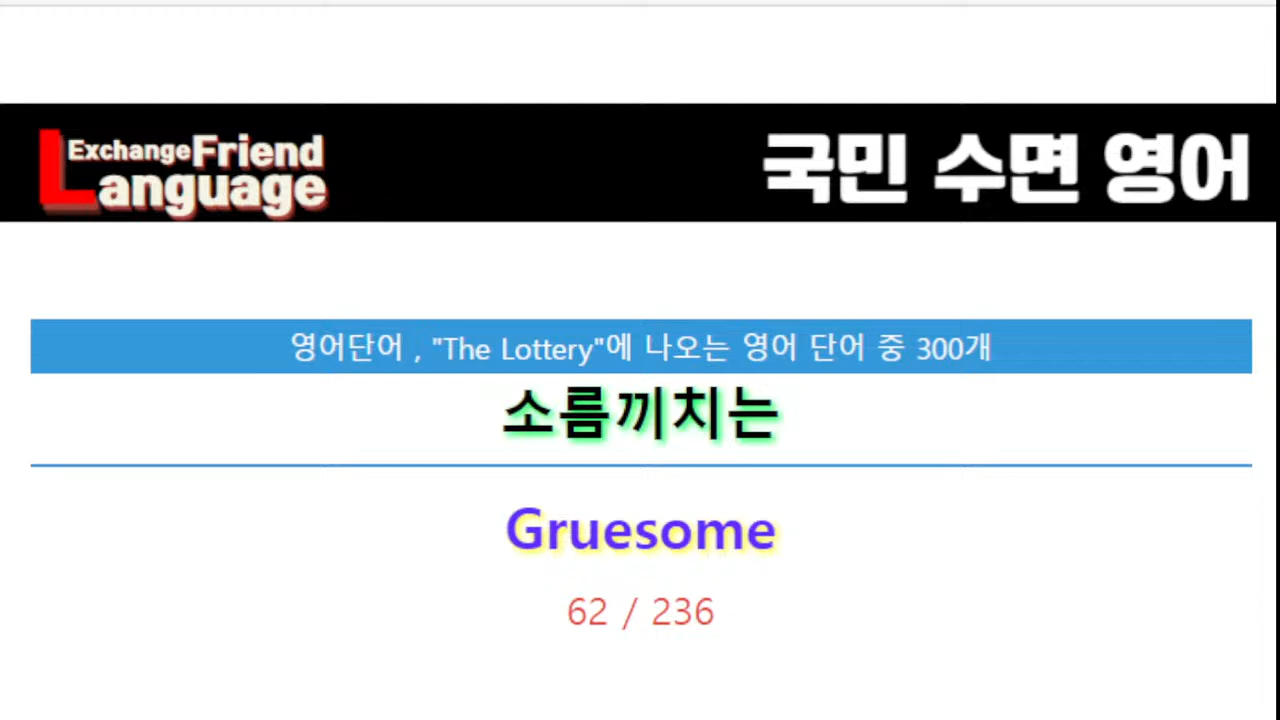 Exchange Friend
Language
국민 수면 영어
영어단어 , "The Lottery"에 나오는 영어 단어 중 300개
소름끼치는
Gruesome
62 / 236